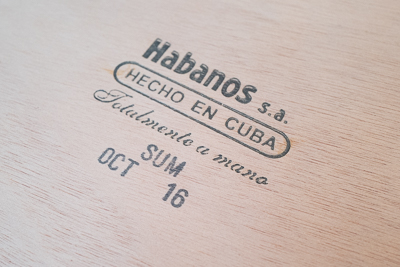 Habanos s.a.
HECHO EN CUBA
Totalmente a mano
SUM
OCT 16